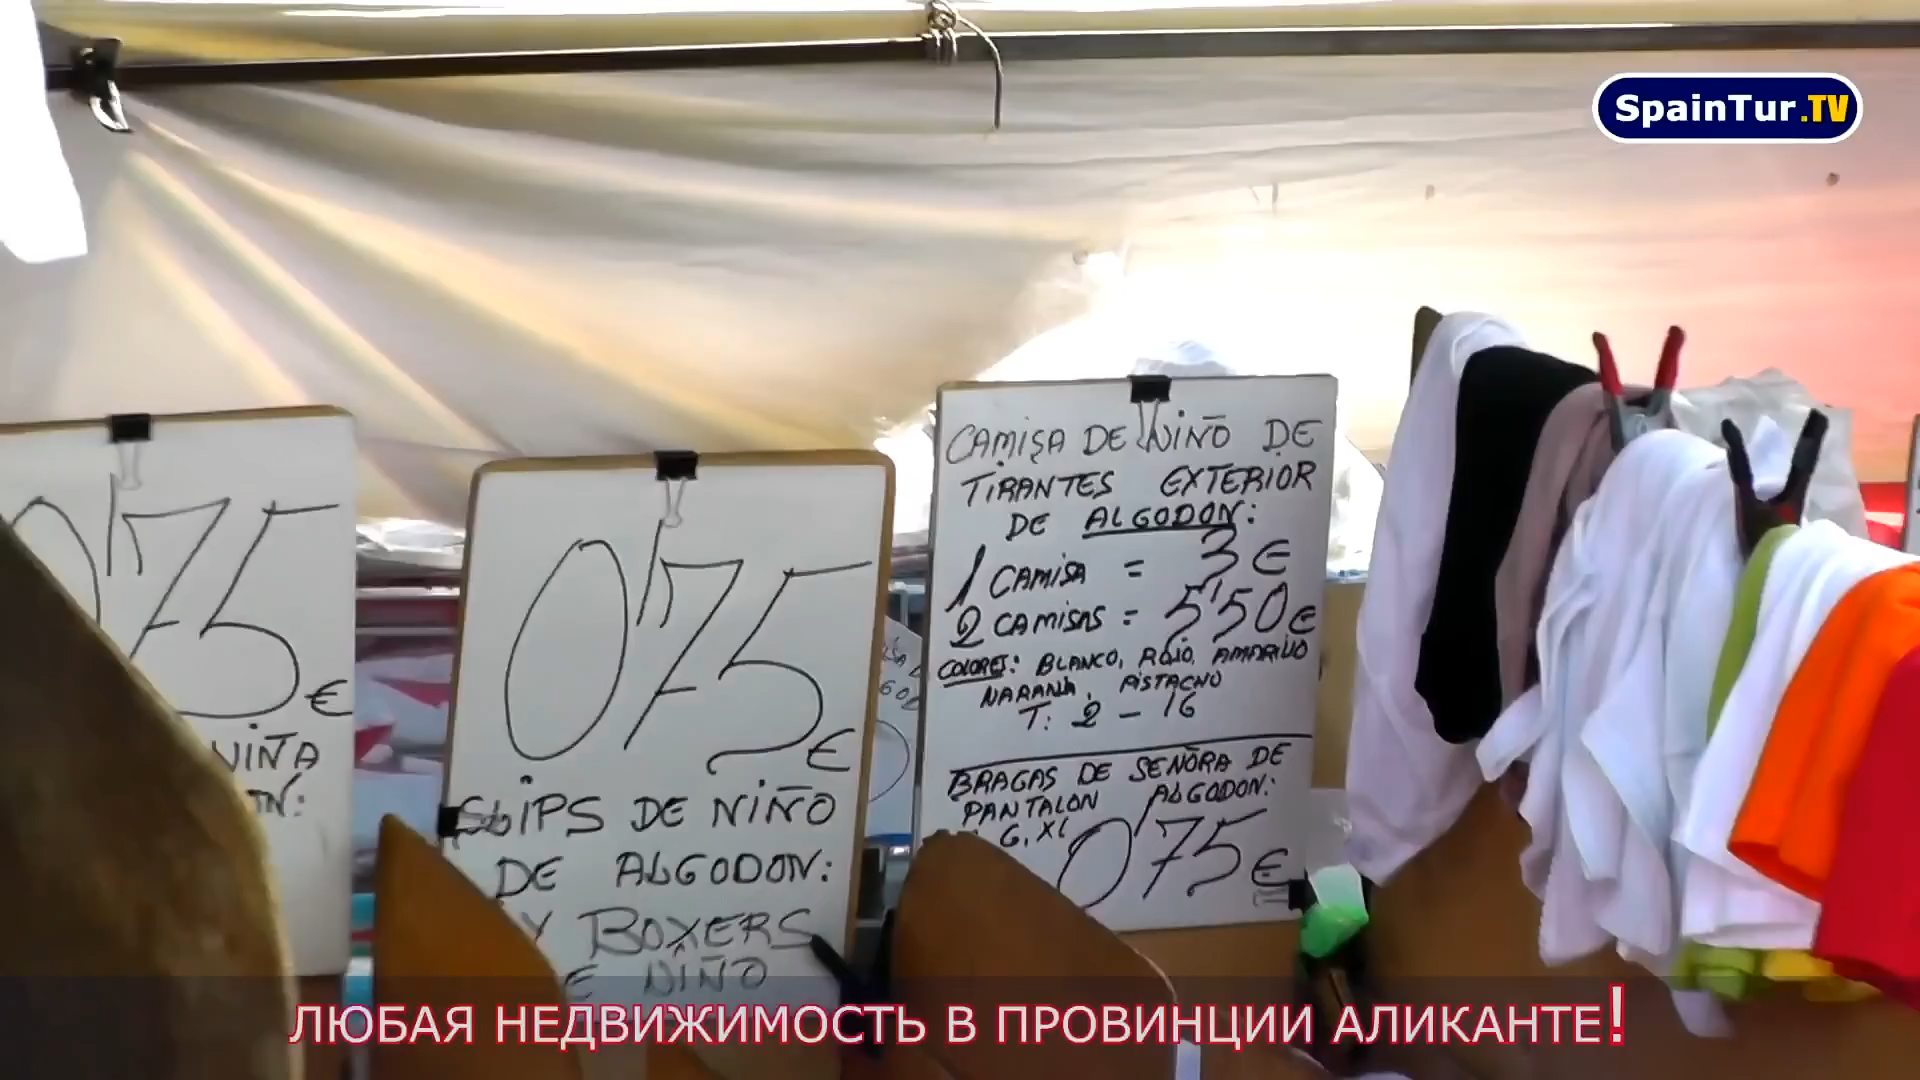 SpainTur.TV
0'75 €
NIÑA
0'75 €
SLIPS DE NIÑO
DE ALGODON:
Y BOXERS
E NIÑO
CAMISA DE NIÑO DE
TIRANTES EXTERIOR
DE ALGODON:
1 CAMISA = 3 €
2 CAMISAS = 5'50 €
COLORES: BLANCO, ROJO, AMARILLO
NARANJA, PISTACHO
T: 2 - 16
BRAGAS DE SEÑORA DE
PANTALON ALGODON:
G, XL
0'75 €
ЛЮБАЯ НЕДВИЖИМОСТЬ В ПРОВИНЦИИ АЛИКАНТЕ!